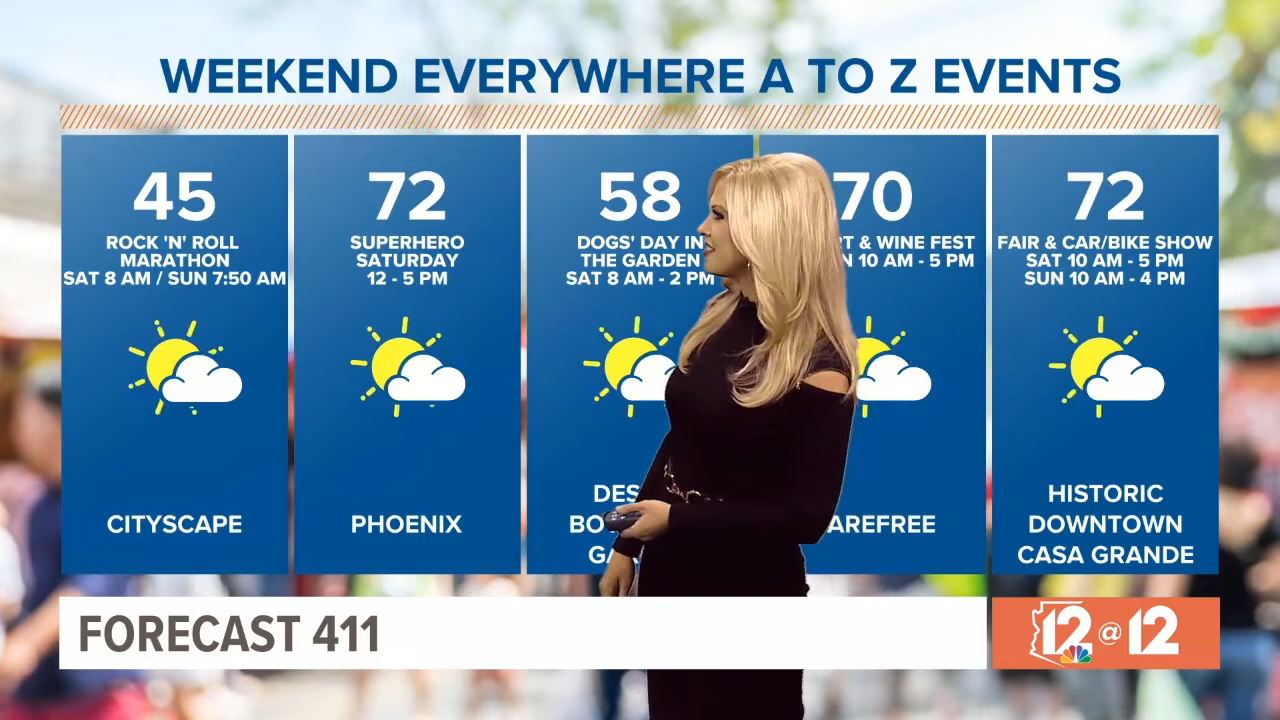 WEEKEND EVERYWHERE A TO Z EVENTS
45
ROCK 'N' ROLL
MARATHON
SAT 8 AM / SUN 7:50 AM
CITYSCAPE
72
SUPERHERO
SATURDAY
12 - 5 PM
PHOENIX
58
DOGS' DAY IN
THE GARDEN
SAT 8 AM - 2 PM
70
& WINE FEST
10 AM - 5 PM
72
FAIR & CAR/BIKE SHOW
SAT 10 AM - 5 PM
SUN 10 AM - 4 PM
HISTORIC
DOWNTOWN
CASA GRANDE
FORECAST 411
12 @ 12